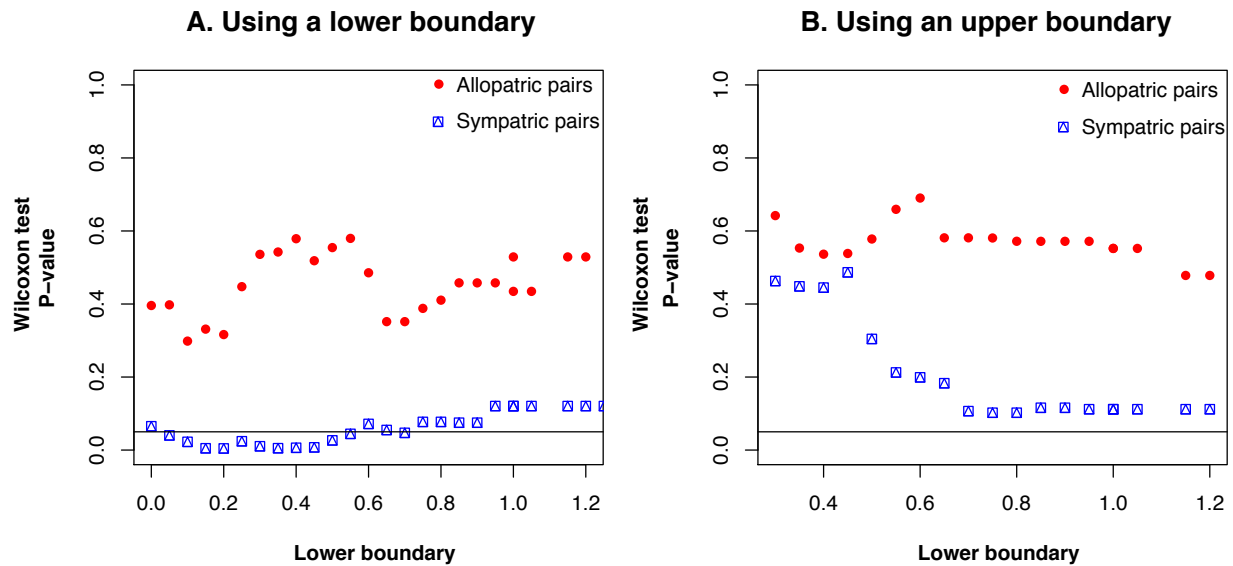 A. Using a lower boundary
Wilcoxon test
P−value
1.0
0.8
0.6
0.4
0.2
0.0
Allopatric pairs
Sympatric pairs
0.0 0.2 0.4 0.6 0.8 1.0 1.2
Lower boundary
B. Using an upper boundary
Wilcoxon test
P−value
1.0
0.8
0.6
0.4
0.2
0.0
Allopatric pairs
Sympatric pairs
0.4 0.6 0.8 1.0 1.2
Lower boundary